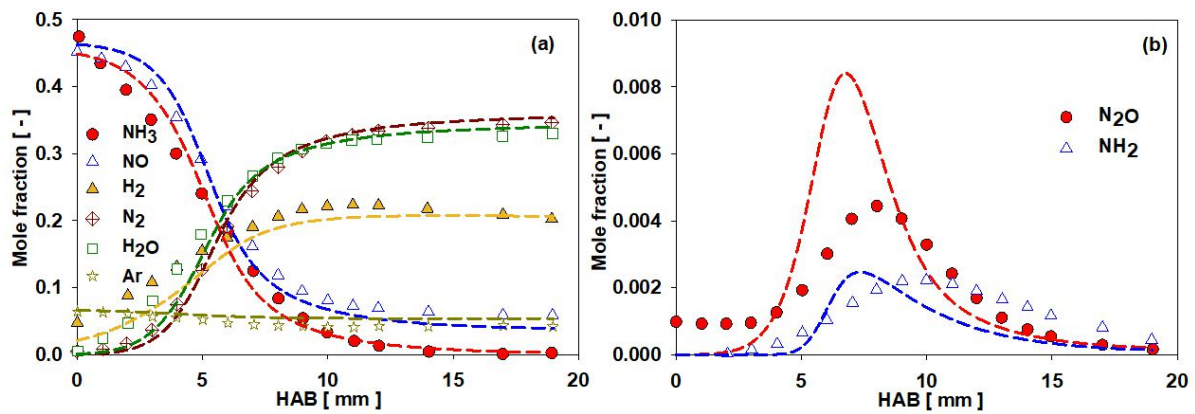 (a)
Mole fraction [ - ]
0.5
0.4
0.3
0.2
0.1
0.0
NH3
NO
H2
N2
H2O
Ar
0 5 10 15 20
HAB [ mm ]
(b)
Mole fraction [ - ]
0.010
0.008
0.006
0.004
0.002
0.000
N2O
NH2
0 5 10 15 20
HAB [ mm ]